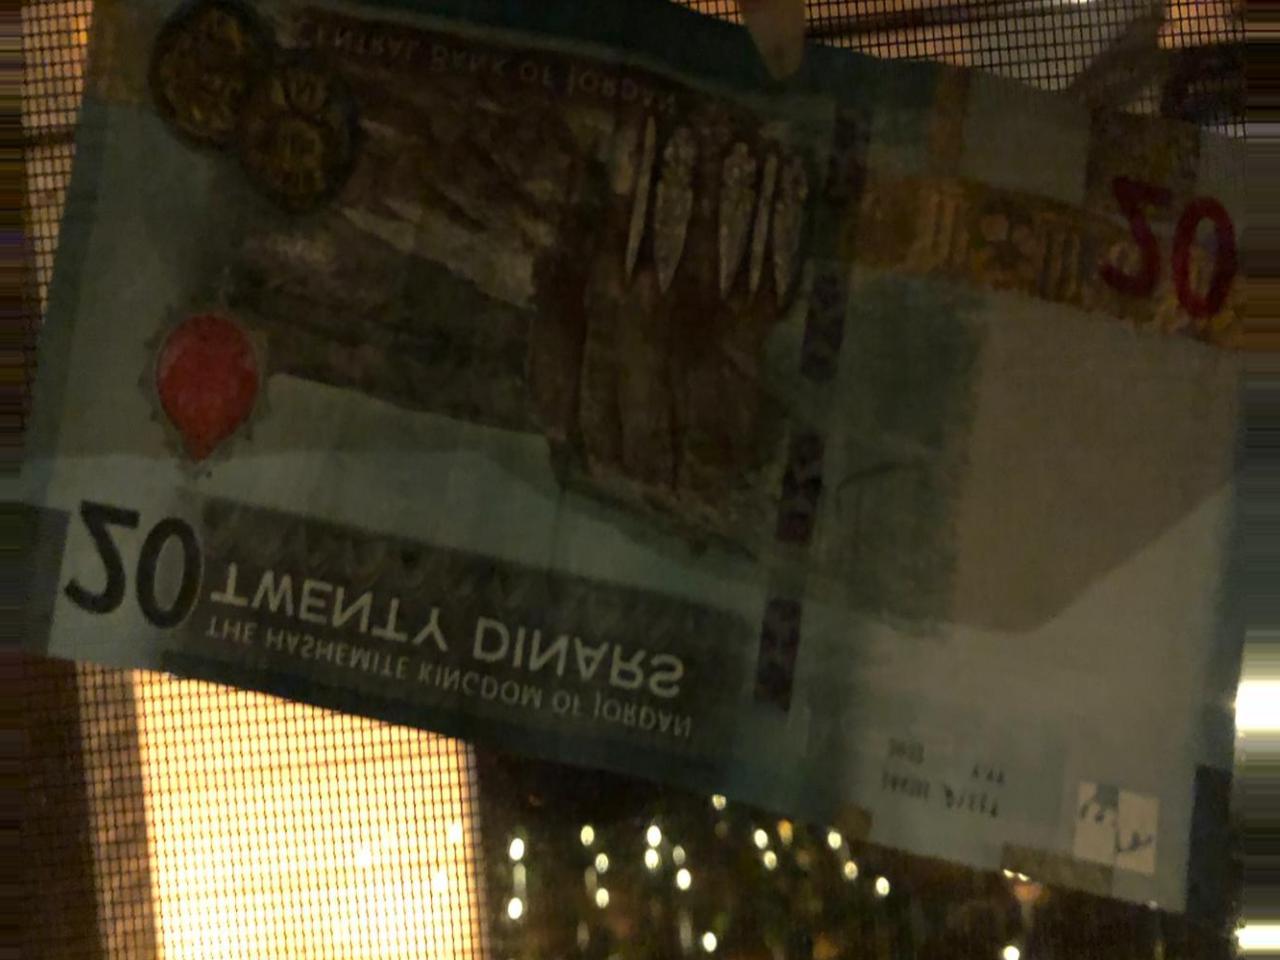 CENTRAL BANK OF JORDAN
20
20
TWENTY DINARS
THE HASHEMITE KINGDOM OF JORDAN